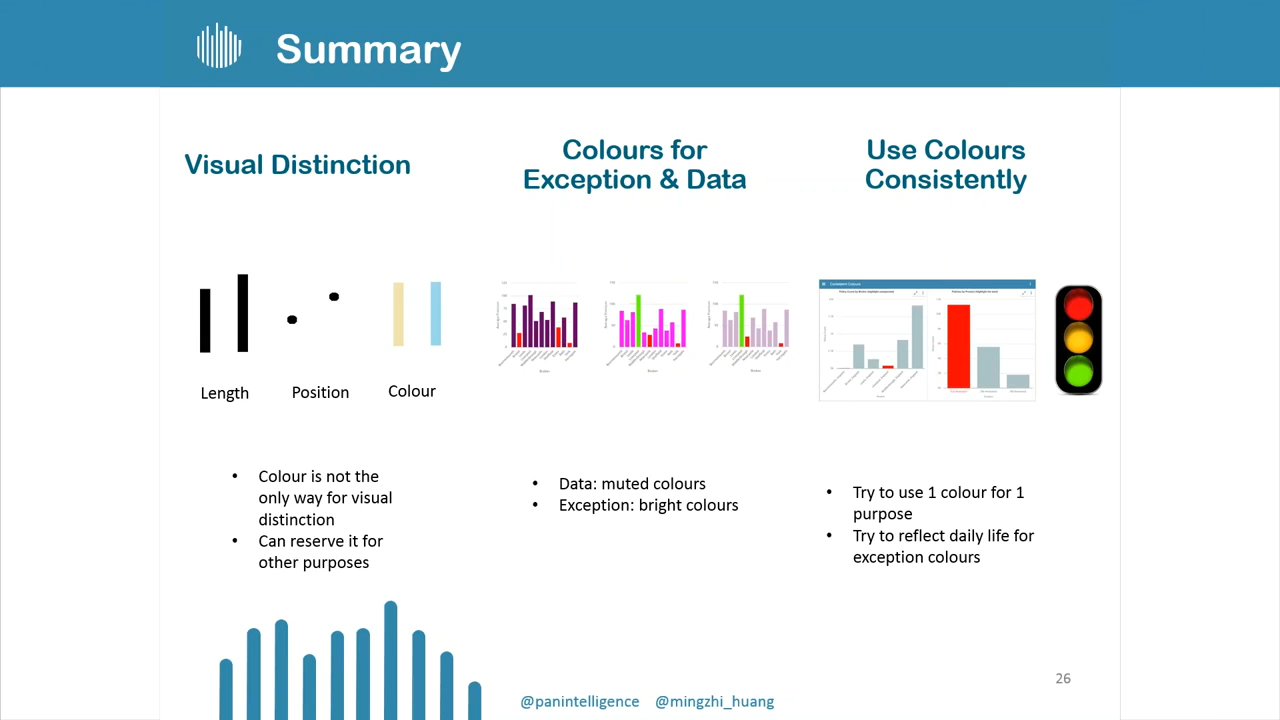 Summary
Visual Distinction
Colours for
Exception & Data
Use Colours
Consistently
Length
Position
Colour
• Colour is not the
only way for visual
distinction
• Can reserve it for
other purposes
• Data: muted colours
• Exception: bright colours
• Try to use 1 colour for 1
purpose
• Try to reflect daily life for
exception colours
26
@panintelligence @mingzhi_huang